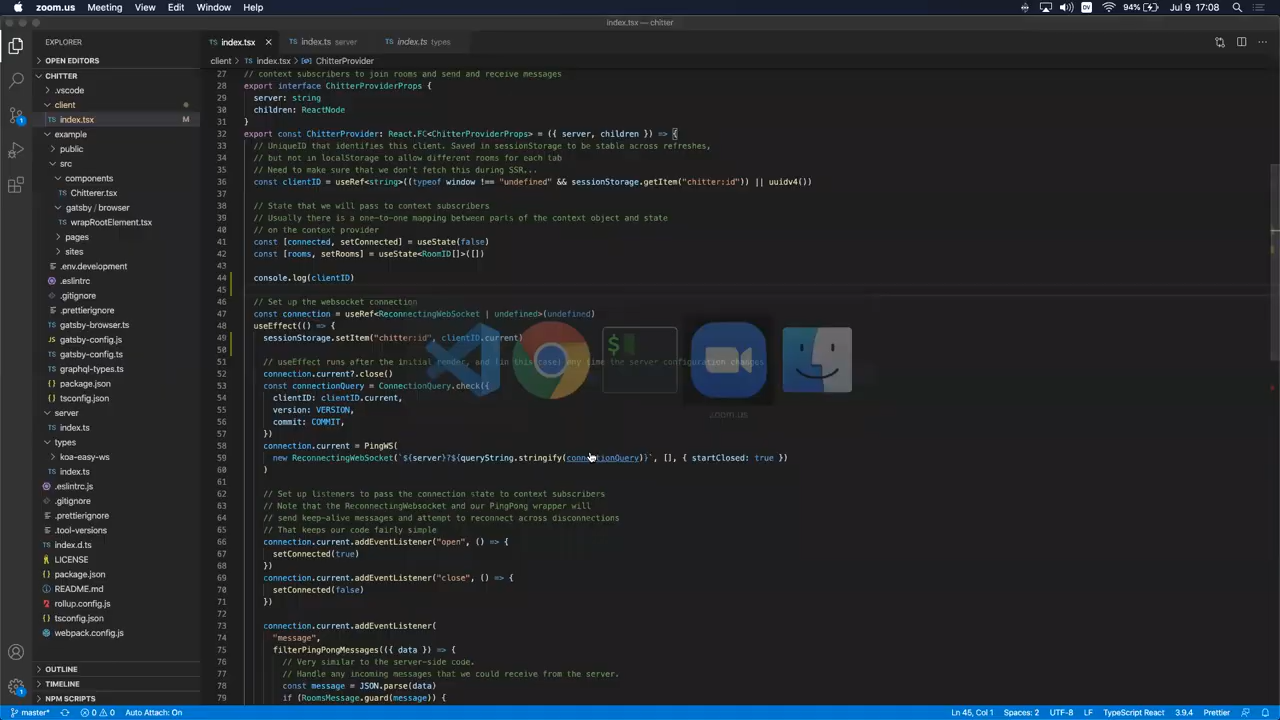 zoom.us Meeting View Edit Window Help
94% Jul 9 17:08
index.tsx — chitter
EXPLORER
OPEN EDITORS
CHITTER
.vscode
client
index.tsx M
example
public
src
components
Chitterer.tsx
gatsby / browser
wrapRootElement.tsx
pages
sites
.env.development
.eslintrc
.gitignore
.prettierignore
gatsby-browser.ts
gatsby-config.js
gatsby-config.ts
graphql-types.ts
package.json
tsconfig.json
server
index.ts
types
koa-easy-ws
index.ts
.eslintrc.js
.gitignore
.prettierignore
.tool-versions
index.d.ts
LICENSE
package.json
README.md
rollup.config.js
tsconfig.json
webpack.config.js
OUTLINE
TIMELINE
NPM SCRIPTS
index.tsx index.ts server index.ts types
client > index.tsx > ChitterProvider
27 // context subscribers to join rooms and send and receive messages
28 export interface ChitterProviderProps {
29 server: string
30 children: ReactNode
31 }
32 export const ChitterProvider: React.FC<ChitterProviderProps> = ({ server, children }) => {
33 // UniqueID that identifies this client. Saved in sessionStorage to be stable across refreshes,
34 // but not in localStorage to allow different rooms for each lab
35 // Need to make sure that we don't fetch this during SSR...
36 const clientID = useRef<string>((typeof window !== "undefined" && sessionStorage.getItem("chitter:id")) || uuidv4())
37
38 // State that we will pass to context subscribers
39 // Usually there is a one-to-one mapping between parts of the context object and state
40 // on the context provider
41 const [connected, setConnected] = useState(false)
42 const [rooms, setRooms] = useState<RoomID[]>([])
43
44 console.log(clientID)
45
46 // Set up the websocket connection
47 const connection = useRef<ReconnectingWebSocket | undefined>(undefined)
48 useEffect(() => {
49 sessionStorage.setItem("chitter:id", clientID.current)
50
51 // useEffect runs after the initial render, and (in this case) any time the server configuration changes
52 connection.current?.close()
53 const connectionQuery = ConnectionQuery.check({
54 clientID: clientID.current,
55 version: VERSION,
56 commit: COMMIT,
57 })
58 connection.current = PingWS(
59 new ReconnectingWebSocket(`${server}?${queryString.stringify(connectionQuery)}`, [], { startClosed: true })
60 )
61
62 // Set up listeners to pass the connection state to context subscribers
63 // Note that the ReconnectingWebsocket and our PingPong wrapper will
64 // send keep-alive messages and attempt to reconnect across disconnections
65 // That keeps our code fairly simple
66 connection.current.addEventListener("open", () => {
67 setConnected(true)
68 })
69 connection.current.addEventListener("close", () => {
70 setConnected(false)
71 })
72
73 connection.current.addEventListener(
74 "message",
75 filterPingPongMessages(({ data }) => {
76 // Very similar to the server-side code.
77 // Handle any incoming messages that we could receive from the server.
78 const message = JSON.parse(data)
79 if (RoomsMessage.guard(message)) {
$
zoom.us
master* 0 0 Auto Attach: On
Ln 45, Col 1 Spaces: 2 UTF-8 LF TypeScript React 3.9.4 Prettier